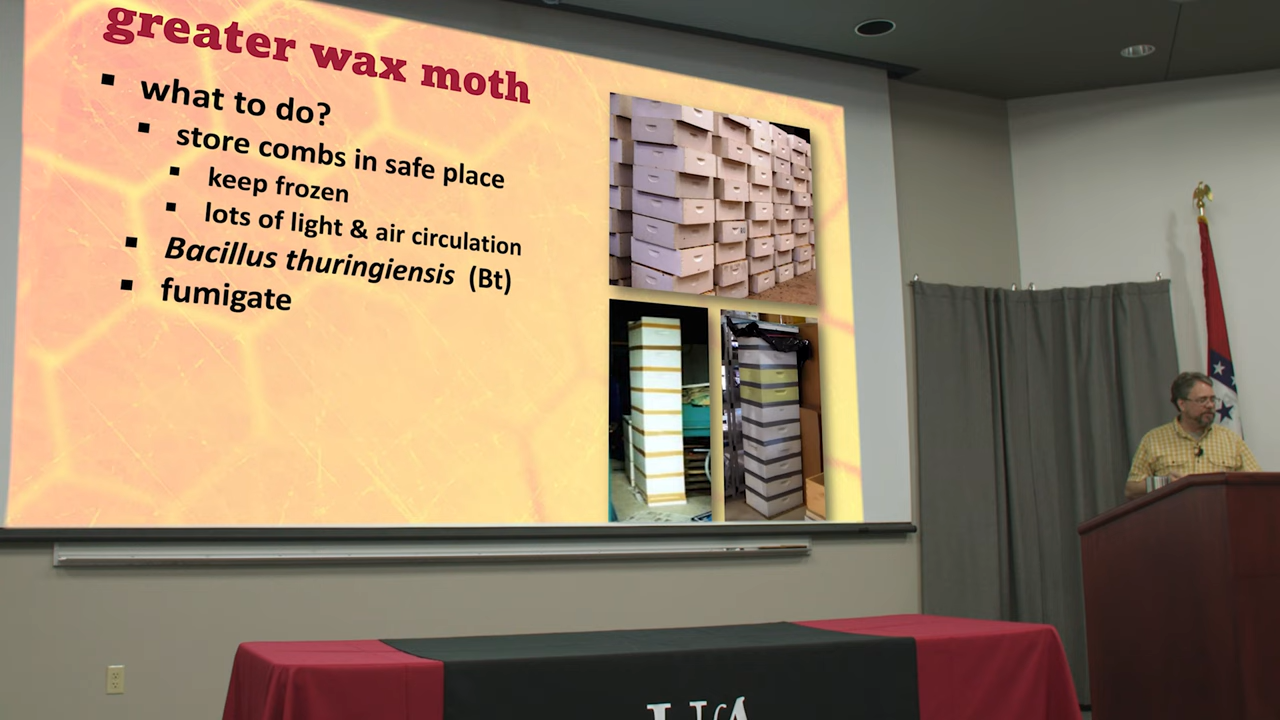 greater wax moth
▪ what to do?
▪ store combs in safe place
▪ keep frozen
▪ lots of light & air circulation
▪ Bacillus thuringiensis (Bt)
▪ fumigate